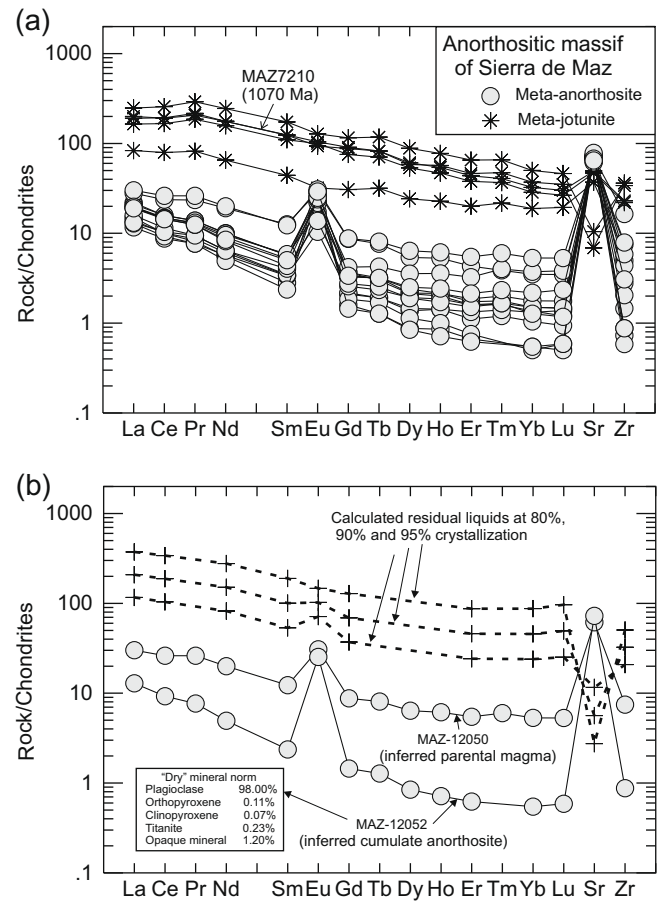 (a)
1000
100
10
1
.1
Rock/Chondrites
MAZ7210
(1070 Ma)
Anorthositic massif
of Sierra de Maz
Meta-anorthosite
Meta-jotunite
La Ce Pr Nd Sm Eu Gd Tb Dy Ho Er Tm Yb Lu Sr Zr
(b)
1000
100
10
1
.1
Rock/Chondrites
Calculated residual liquids at 80%,
90% and 95% crystallization
MAZ-12050
(inferred parental magma)
"Dry" mineral norm
Plagioclase 98.00%
Orthopyroxene 0.11%
Clinopyroxene 0.07%
Titanite 0.23%
Opaque mineral 1.20%
MAZ-12052
(inferred cumulate anorthosite)
La Ce Pr Nd Sm Eu Gd Tb Dy Ho Er Tm Yb Lu Sr Zr